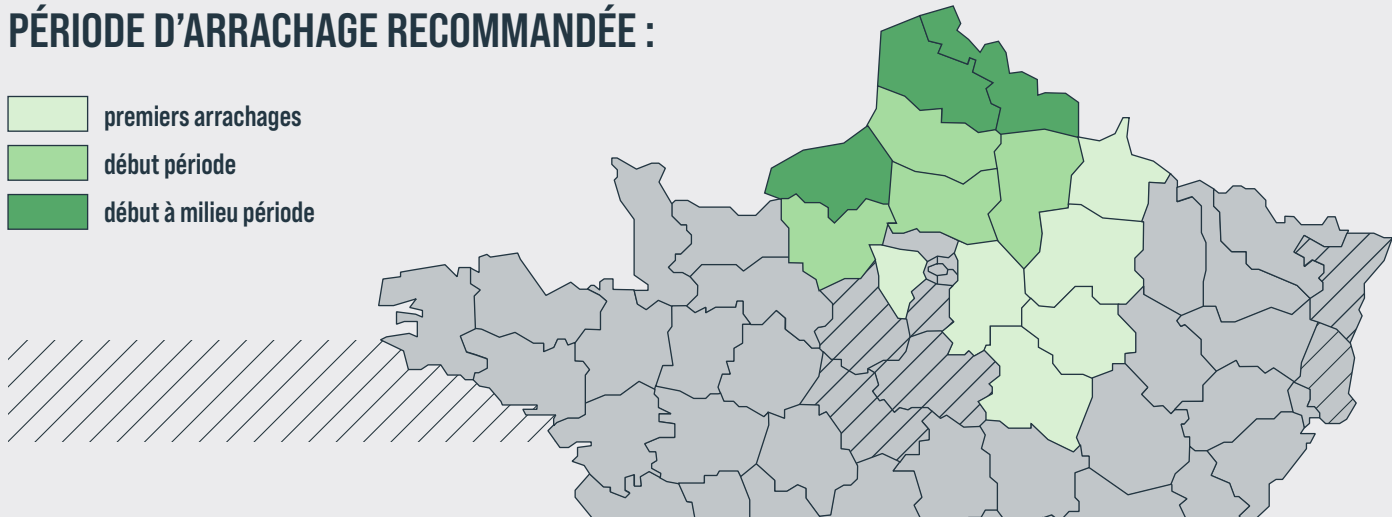 PÉRIODE D'ARRACHAGE RECOMMANDÉE :
premiers arrachages
début période
début à milieu période